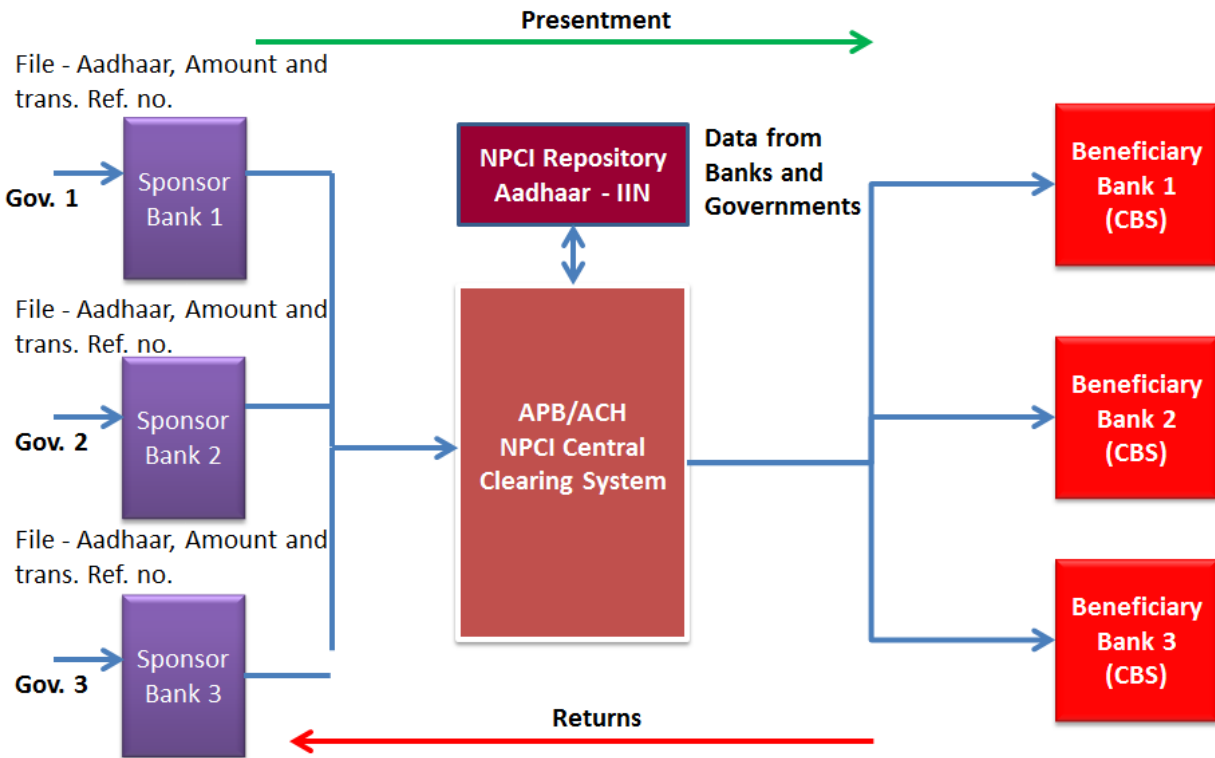 Presentment
File - Aadhaar, Amount and
trans. Ref. no.
Gov. 1
Sponsor
Bank 1
NPCI Repository
Aadhaar - IIN
Data from
Banks and
Governments
Beneficiary
Bank 1
(CBS)
File - Aadhaar, Amount and
trans. Ref. no.
Gov. 2
Sponsor
Bank 2
APB/ACH
NPCI Central
Clearing System
Beneficiary
Bank 2
(CBS)
File - Aadhaar, Amount and
trans. Ref. no.
Gov. 3
Sponsor
Bank 3
Beneficiary
Bank 3
(CBS)
Returns